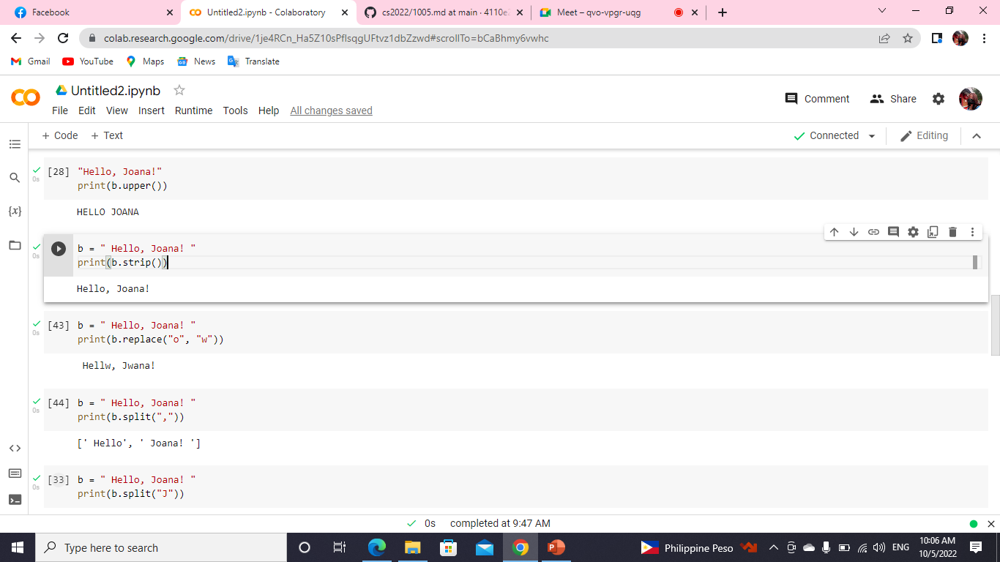 Facebook
Untitled2.ipynb - Colaboratory
cs2022/1005.md at main · 4110e
Meet – qvo-vpgr-uqg
colab.research.google.com/drive/1je4RCn_Ha5Z10sPflsqgUFtvz1dbZzwd#scrollTo=bCaBhmy6vwhc
Gmail YouTube Maps News Translate
Untitled2.ipynb
Comment Share
File Edit View Insert Runtime Tools Help All changes saved
+ Code + Text Connected Editing
[28] "Hello, Joana!"
0s
print(b.upper())
HELLO JOANA
b = " Hello, Joana! "
0s
print(b.strip())
Hello, Joana!
[43] b = " Hello, Joana! "
0s
print(b.replace("o", "w"))
 Hellw, Jwana!
[44] b = " Hello, Joana! "
0s
print(b.split(","))
[' Hello', ' Joana! ']
[33] b = " Hello, Joana! "
0s
print(b.split("J"))
0s completed at 9:47 AM
Type here to search
Philippine Peso
ENG
10:06 AM
10/5/2022